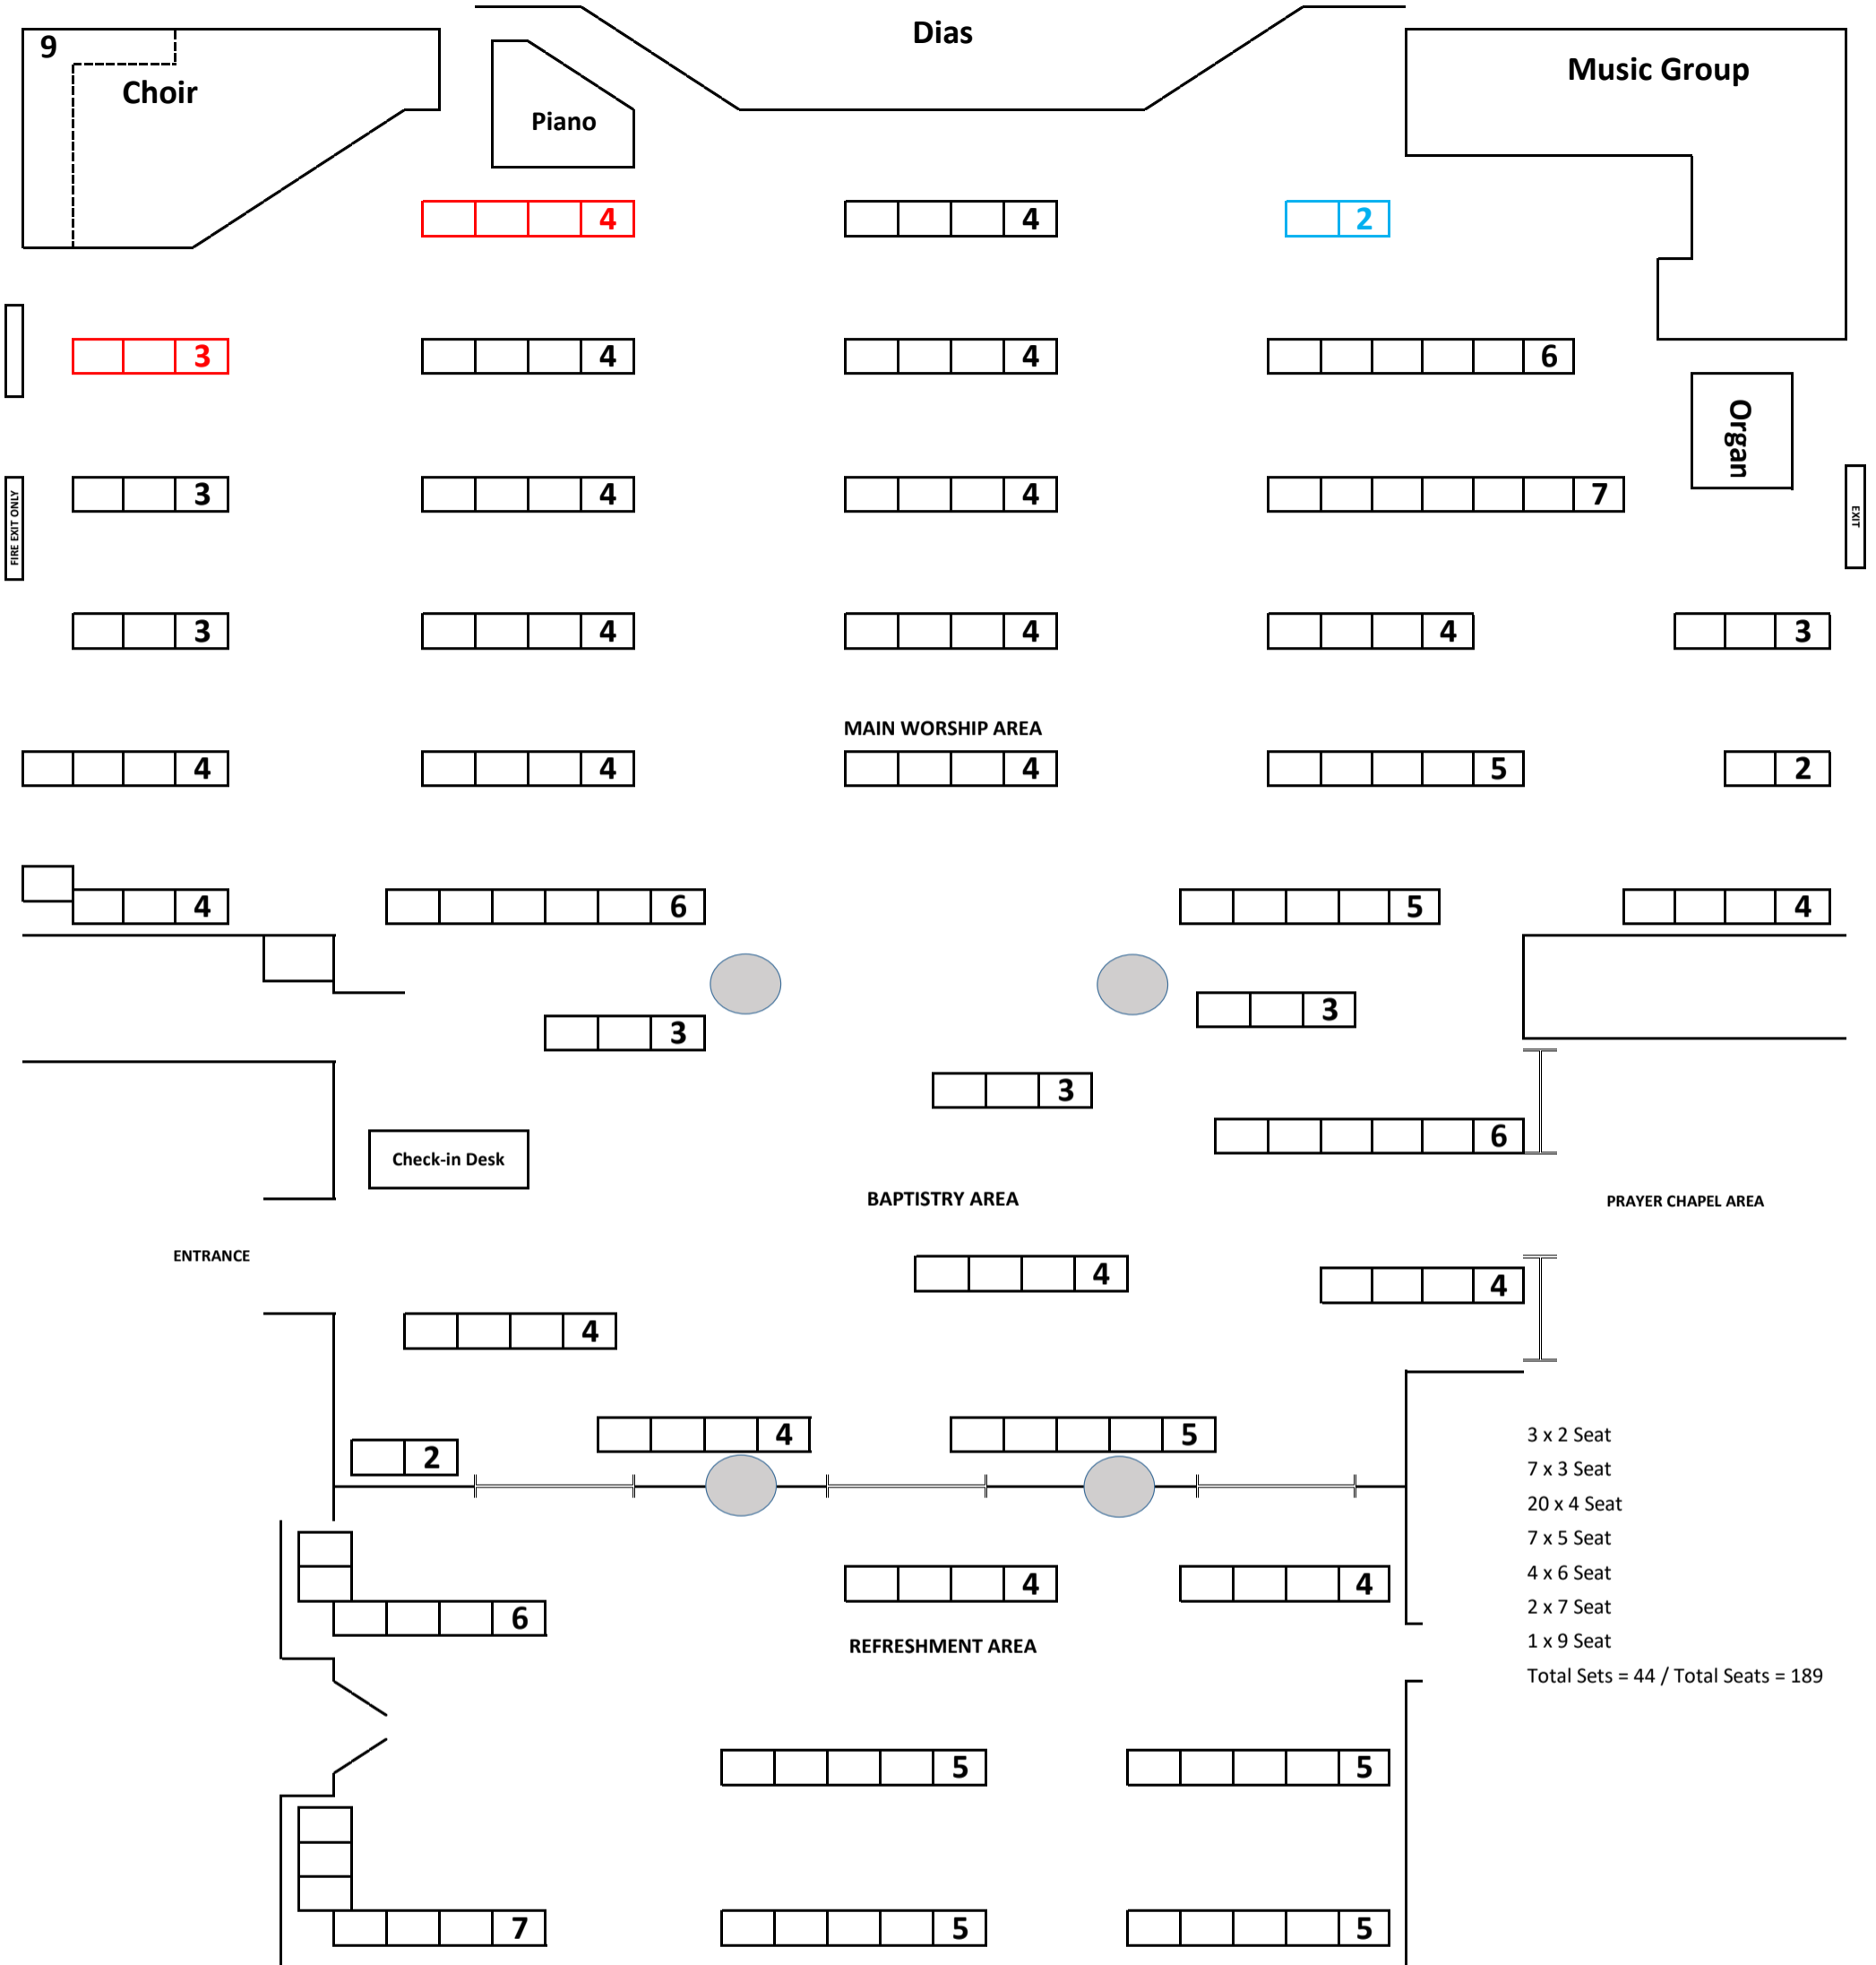 Dias
9
Music Group
Choir
Piano
4 4 2
3 4 4 6
Organ
3 4 4 7
FIRE EXIT ONLY
EXIT
3 4 4 4 3
MAIN WORSHIP AREA
4 4 4 5 2
4 6 5 4
3
3
3
6
Check-in Desk
BAPTISTRY AREA
PRAYER CHAPEL AREA
ENTRANCE
4
4
4
4 5
2
3 x 2 Seat
7 x 3 Seat
20 x 4 Seat
7 x 5 Seat
4 x 6 Seat
2 x 7 Seat
1 x 9 Seat
Total Sets = 44 / Total Seats = 189
4 4
6
REFRESHMENT AREA
5 5
7 5 5